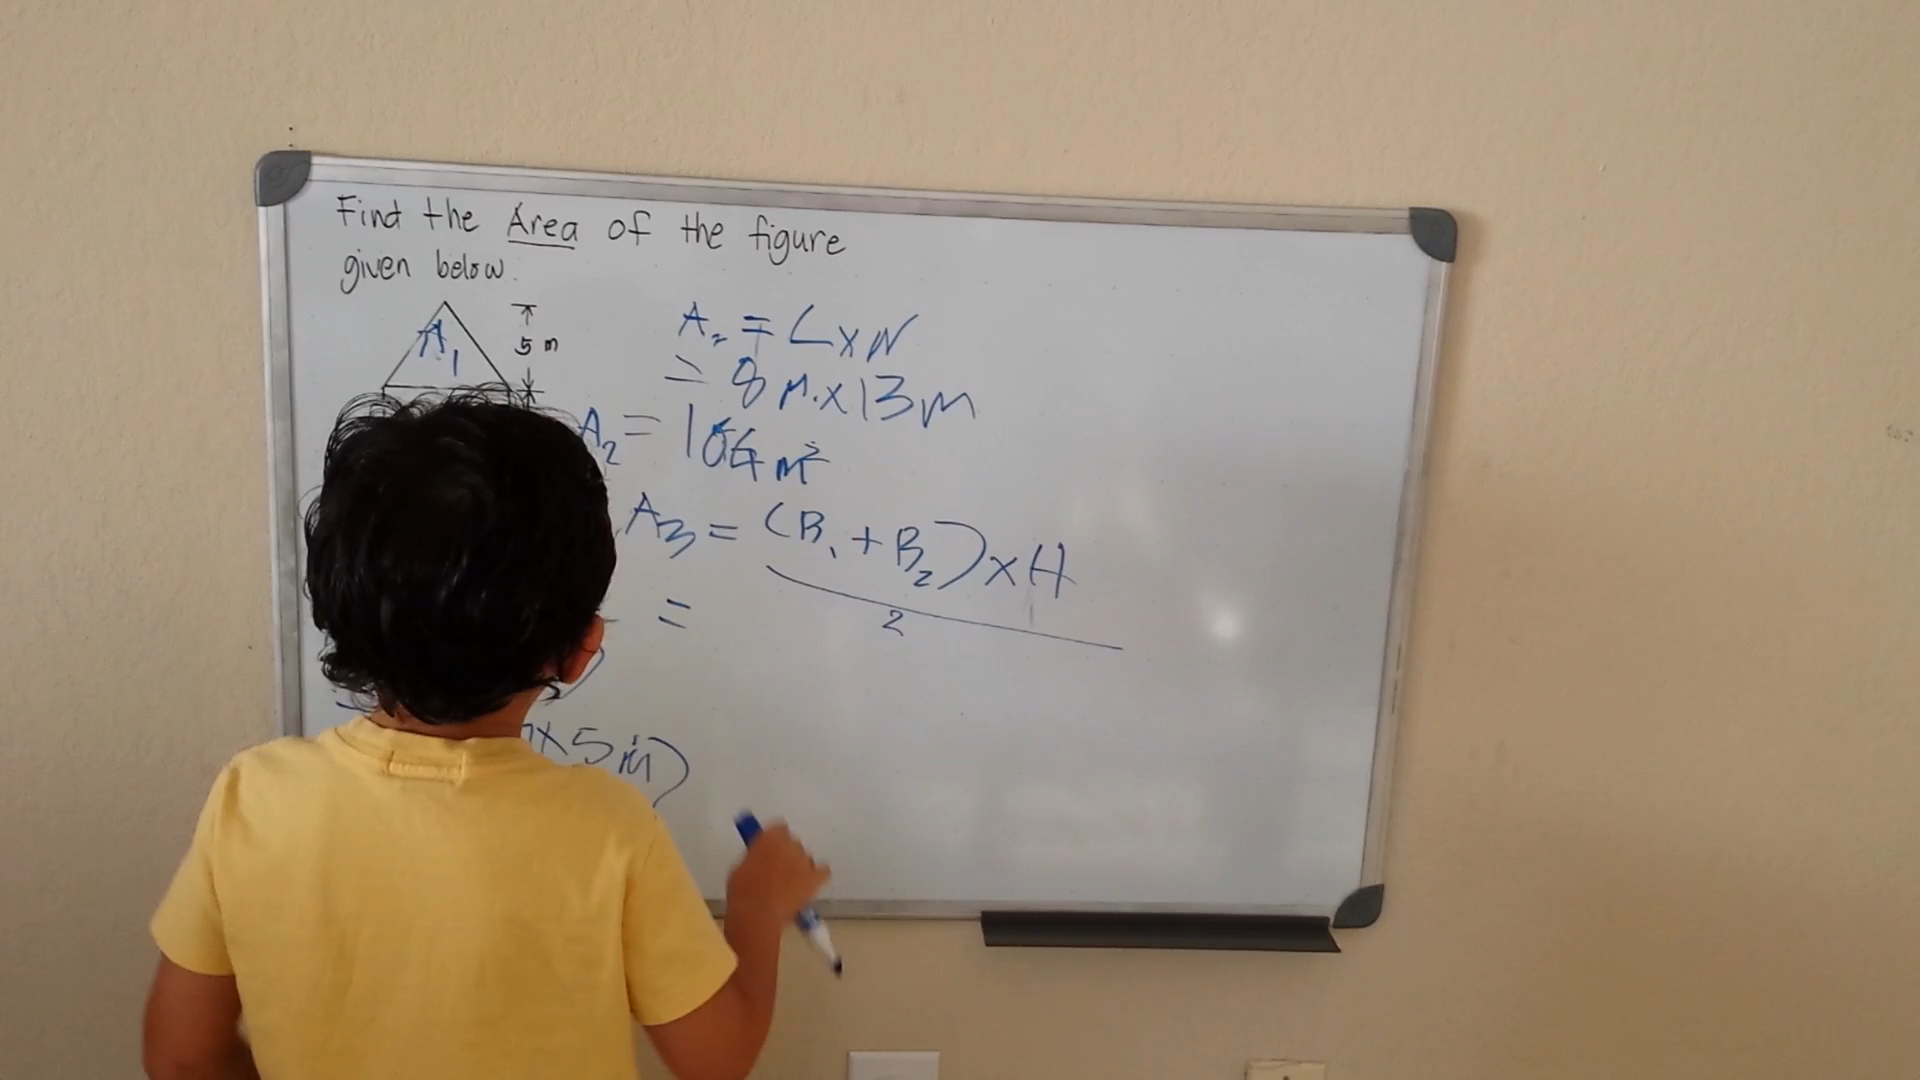 Find the Area of the figure
given below.
A1
5 m
A2 = L x W
= 8 m x 13 m
A2 = 104 m²
A3 = (B1 + B2) x H
2
=
x 5 m)